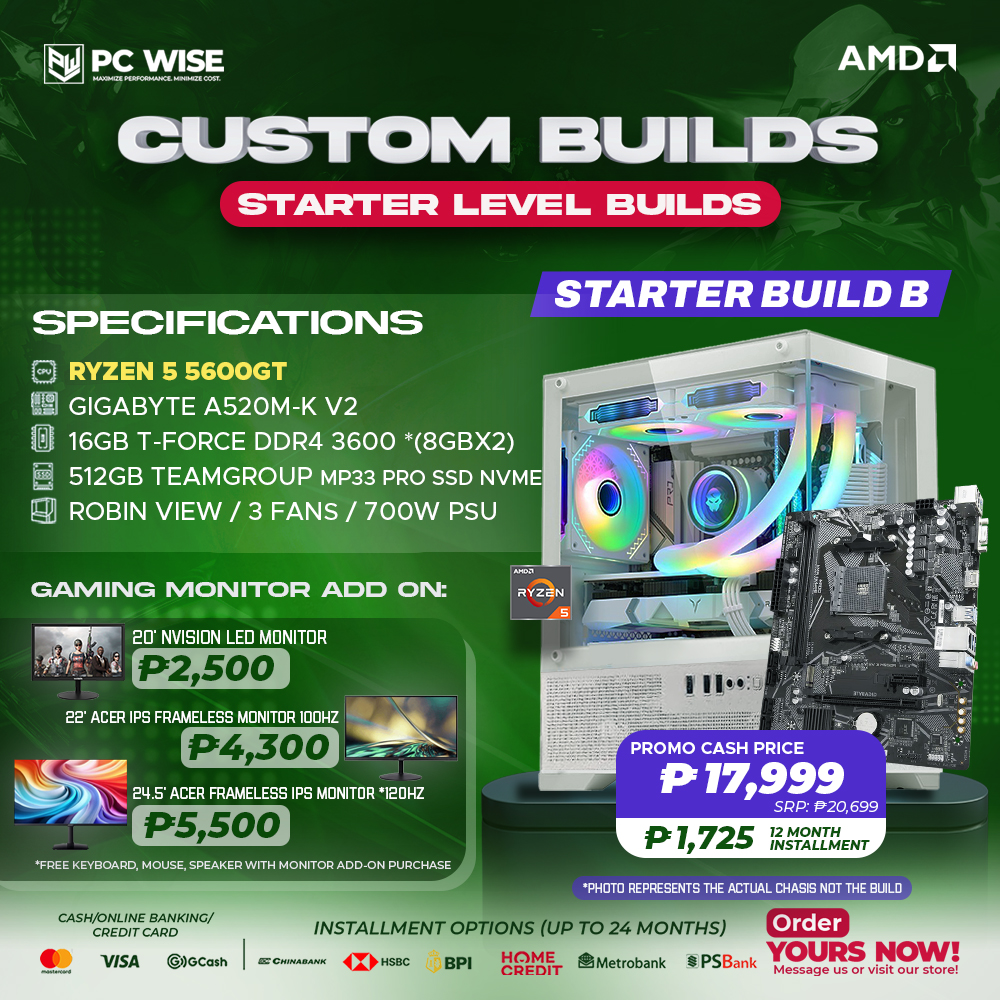 PC WISE
MAXIMIZE PERFORMANCE. MINIMIZE COST.
AMD
CUSTOM BUILDS
STARTER LEVEL BUILDS
STARTER BUILD B
SPECIFICATIONS
CPU
RYZEN 5 5600GT
GIGABYTE A520M-K V2
16GB T-FORCE DDR4 3600 *(8GBX2)
SSD
512GB TEAMGROUP MP33 PRO SSD NVME
ROBIN VIEW / 3 FANS / 700W PSU
AMD
RYZEN
5
GAMING MONITOR ADD ON:
20' NVISION LED MONITOR
₱2,500
22' ACER IPS FRAMELESS MONITOR 100HZ
₱4,300
24.5' ACER FRAMELESS IPS MONITOR *120HZ
₱5,500
*FREE KEYBOARD, MOUSE, SPEAKER WITH MONITOR ADD-ON PURCHASE
PROMO CASH PRICE
₱17,999
SRP: ₱20,699
₱1,725
12 MONTH
INSTALLMENT
*PHOTO REPRESENTS THE ACTUAL CHASIS NOT THE BUILD
CASH/ONLINE BANKING/
CREDIT CARD
mastercard
VISA
GCash
INSTALLMENT OPTIONS (UP TO 24 MONTHS)
CHINABANK
HSBC
BPI
HOME
CREDIT
Metrobank
PSBank
Order
YOURS NOW!
Message us or visit our store!